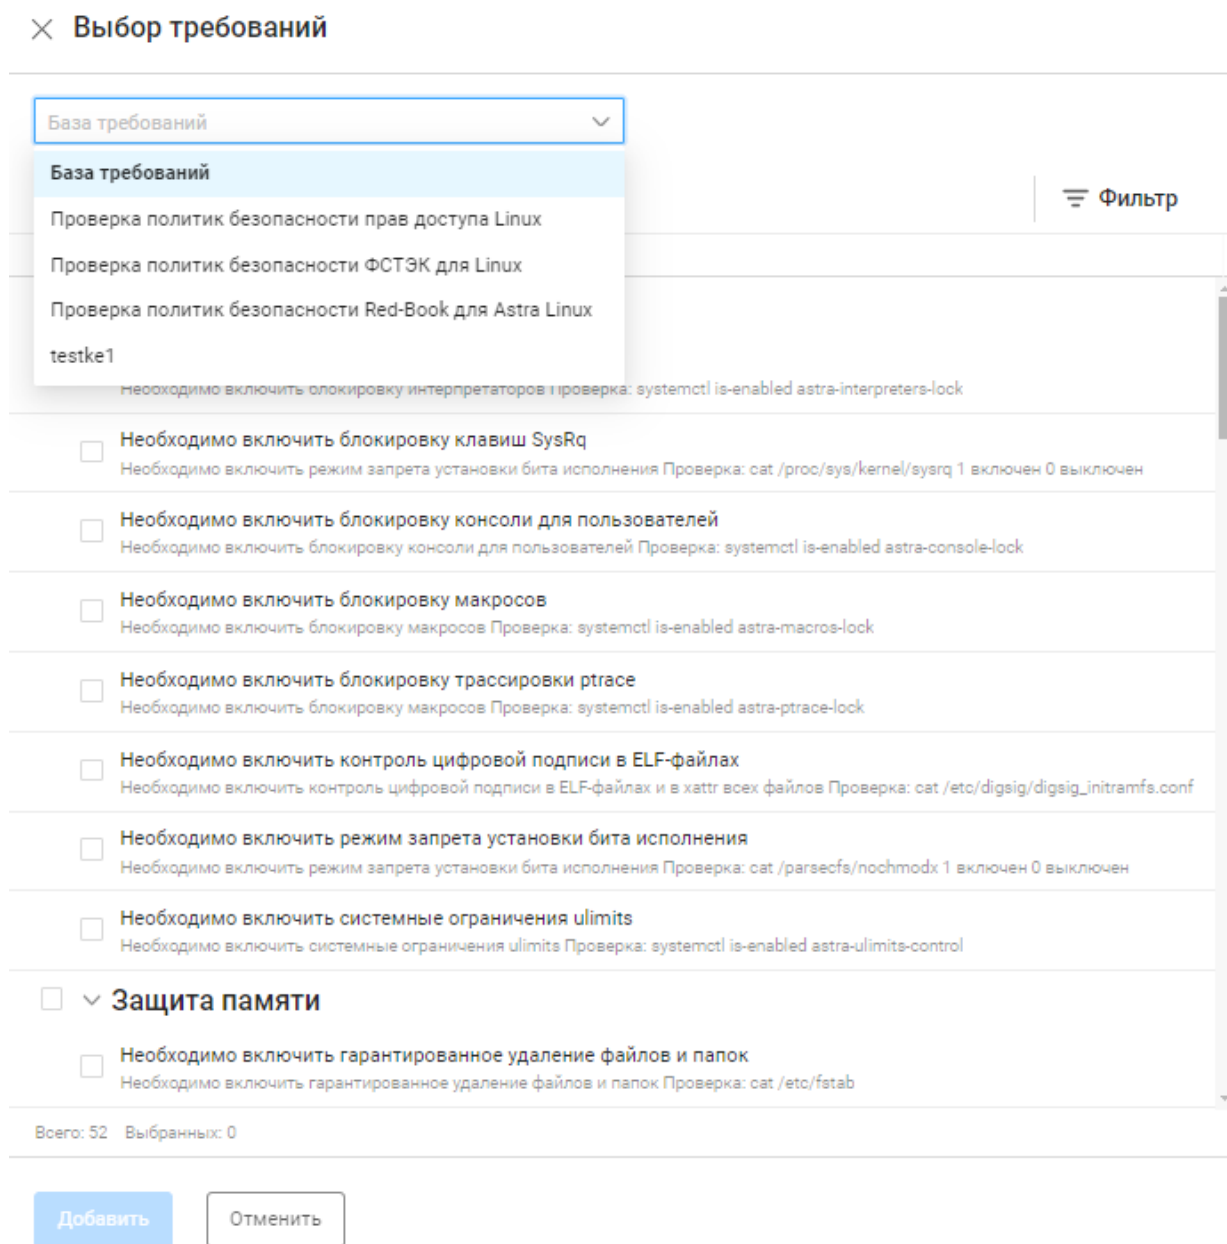 Выбор требований
База требований
База требований
Проверка политик безопасности прав доступа Linux
Фильтр
Проверка политик безопасности ФСТЭК для Linux
Проверка политик безопасности Red-Book для Astra Linux
testke1
Необходимо включить блокировку интерпретаторов Проверка: systemctl is-enabled astra-interpreters-lock
Необходимо включить блокировку клавиш SysRq
Необходимо включить режим запрета установки бита исполнения Проверка: cat /proc/sys/kernel/sysrq 1 включен 0 выключен
Необходимо включить блокировку консоли для пользователей
Необходимо включить блокировку консоли для пользователей Проверка: systemctl is-enabled astra-console-lock
Необходимо включить блокировку макросов
Необходимо включить блокировку макросов Проверка: systemctl is-enabled astra-macros-lock
Необходимо включить блокировку трассировки ptrace
Необходимо включить блокировку макросов Проверка: systemctl is-enabled astra-ptrace-lock
Необходимо включить контроль цифровой подписи в ELF-файлах
Необходимо включить контроль цифровой подписи в ELF-файлах и в xattr всех файлов Проверка: cat /etc/digsig/digsig_initramfs.conf
Необходимо включить режим запрета установки бита исполнения
Необходимо включить режим запрета установки бита исполнения Проверка: cat /parsecfs/nochmodx 1 включен 0 выключен
Необходимо включить системные ограничения ulimits
Необходимо включить системные ограничения ulimits Проверка: systemctl is-enabled astra-ulimits-control
Защита памяти
Необходимо включить гарантированное удаление файлов и папок
Необходимо включить гарантированное удаление файлов и папок Проверка: cat /etc/fstab
Всего: 52 Выбранных: 0
Добавить Отменить